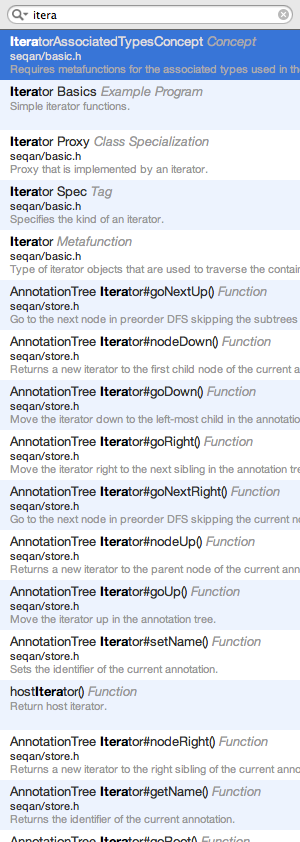 itera
IteratorAssociatedTypesConcept Concept
seqan/basic.h
Requires metafunctions for the associated types used in the
Iterator Basics Example Program
Simple iterator functions.
Iterator Proxy Class Specialization
seqan/basic.h
Proxy that is implemented by an iterator.
Iterator Spec Tag
seqan/basic.h
Specifies the kind of an iterator.
Iterator Metafunction
seqan/basic.h
Type of iterator objects that are used to traverse the contain
AnnotationTree Iterator#goNextUp() Function
seqan/store.h
Go to the next node in preorder DFS skipping the subtrees
AnnotationTree Iterator#nodeDown() Function
seqan/store.h
Returns a new iterator to the first child node of the current a
AnnotationTree Iterator#goDown() Function
seqan/store.h
Move the iterator down to the left-most child in the annotatio
AnnotationTree Iterator#goRight() Function
seqan/store.h
Move the iterator right to the next sibling in the annotation tre
AnnotationTree Iterator#goNextRight() Function
seqan/store.h
Go to the next node in preorder DFS skipping the current no
AnnotationTree Iterator#nodeUp() Function
seqan/store.h
Returns a new iterator to the parent node of the current ann
AnnotationTree Iterator#goUp() Function
seqan/store.h
Move the iterator up in the annotation tree.
AnnotationTree Iterator#setName() Function
seqan/store.h
Sets the identifier of the current annotation.
hostIterator() Function
Return host iterator.
AnnotationTree Iterator#nodeRight() Function
seqan/store.h
Returns a new iterator to the right sibling of the current anno
AnnotationTree Iterator#getName() Function
seqan/store.h
Returns the identifier of the current annotation.
AnnotationTree Iterator#goRoot() Function